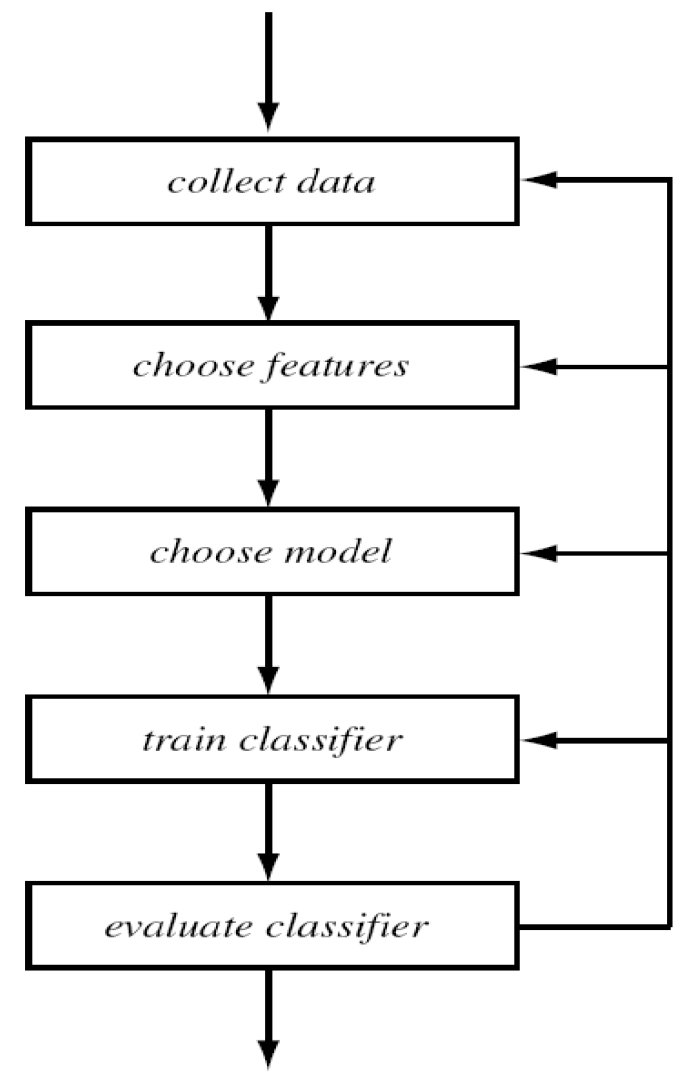 collect data
choose features
choose model
train classifier
evaluate classifier